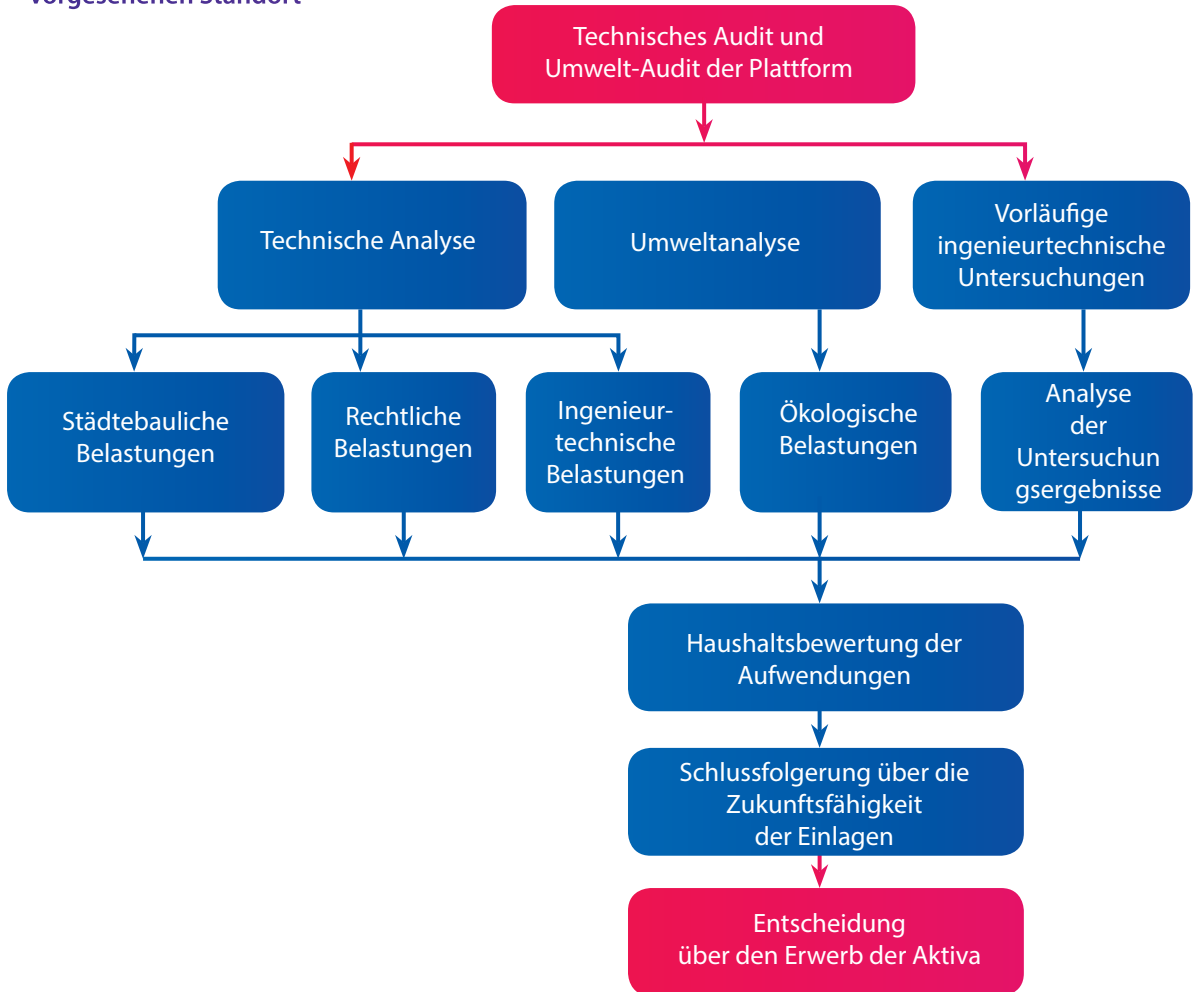 vorgesehenen Standort
Technisches Audit und
Umwelt-Audit der Plattform
Technische Analyse
Umweltanalyse
Vorläufige
ingenieurtechnische
Untersuchungen
Städtebauliche
Belastungen
Rechtliche
Belastungen
Ingenieur-
technische
Belastungen
Ökologische
Belastungen
Analyse
der
Untersuchun
gsergebnisse
Haushaltsbewertung der
Aufwendungen
Schlussfolgerung über die
Zukunftsfähigkeit
der Einlagen
Entscheidung
über den Erwerb der Aktiva